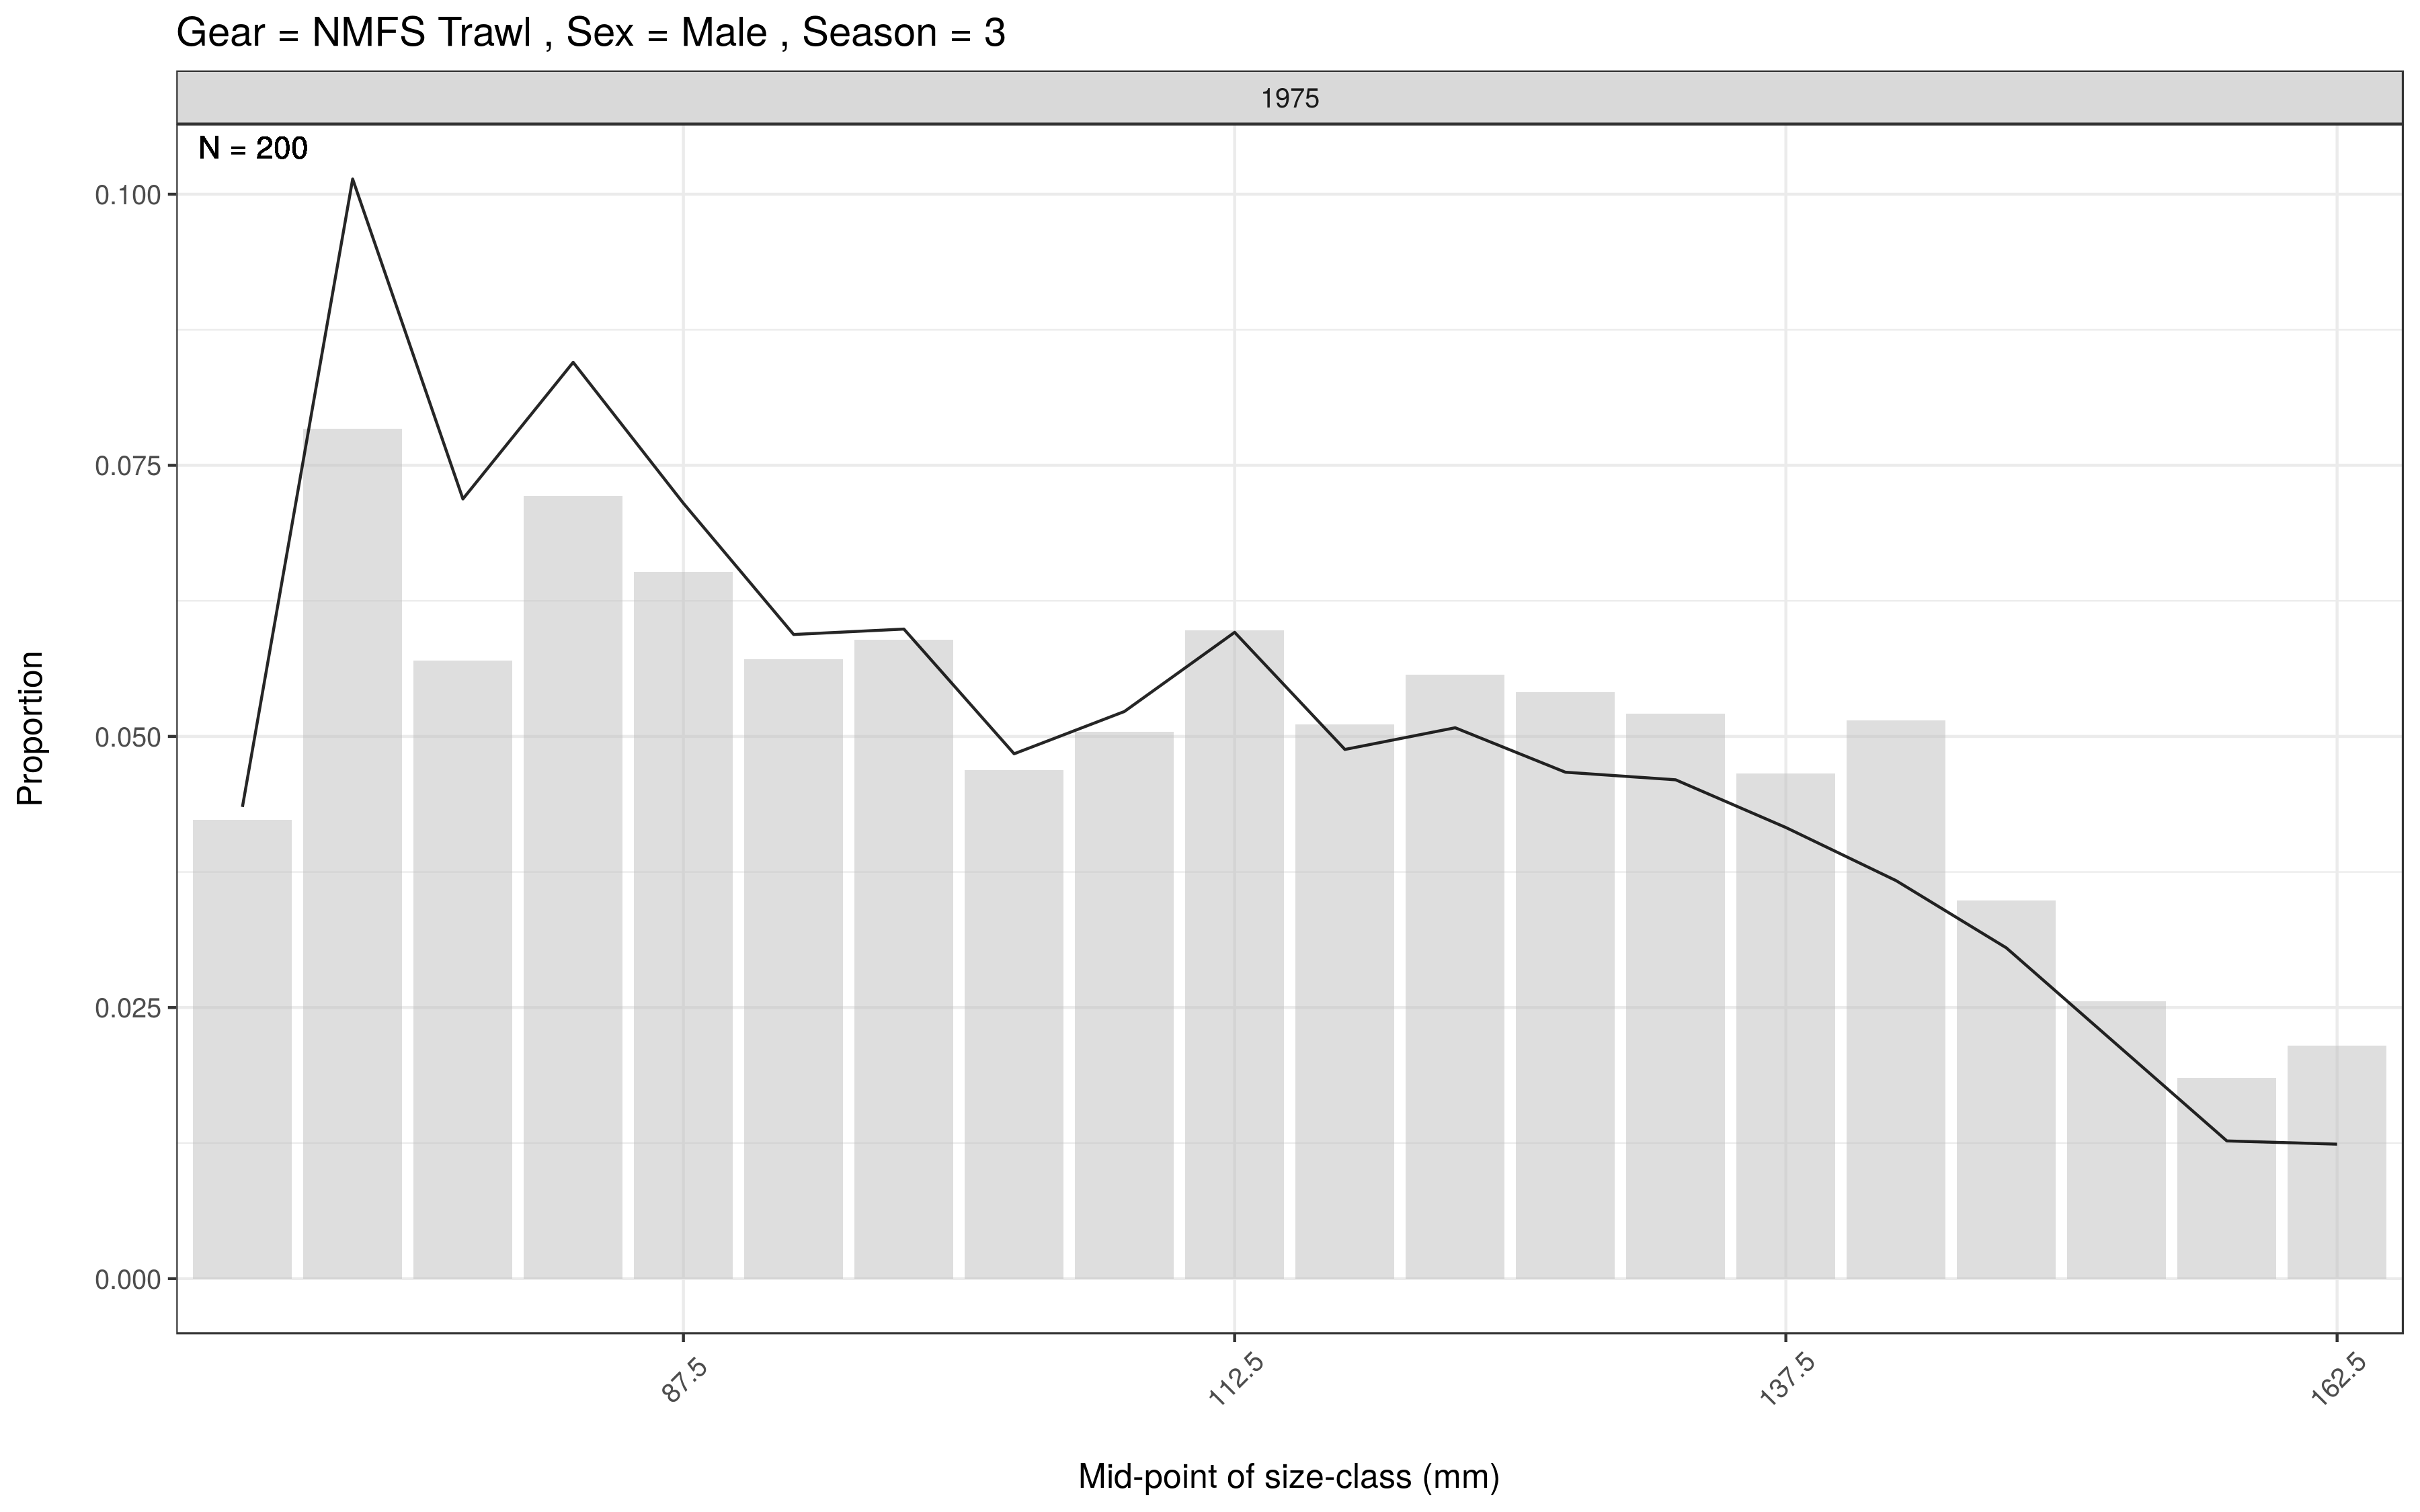 Gear = NMFS Trawl , Sex = Male , Season = 3
1975
N = 200
0.100
0.075
0.050
0.025
0.000
Proportion
87.5
112.5
137.5
162.5
Mid-point of size-class (mm)